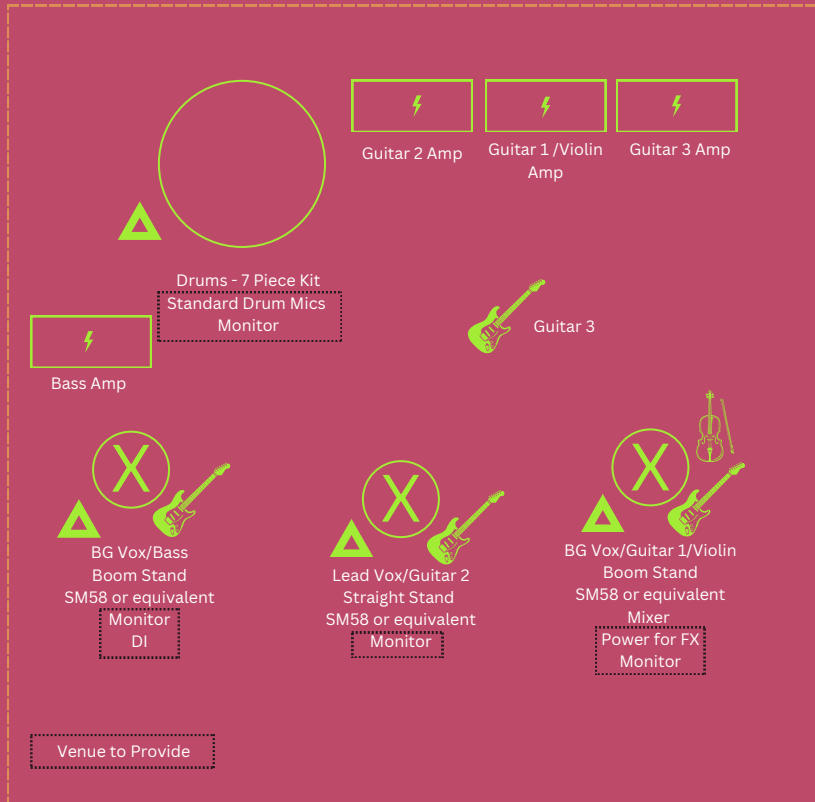 Guitar 2 Amp
Guitar 1 /Violin
Amp
Guitar 3 Amp
Drums - 7 Piece Kit
Standard Drum Mics
Monitor
Guitar 3
Bass Amp
X
BG Vox/Bass
Boom Stand
SM58 or equivalent
Monitor
DI
X
Lead Vox/Guitar 2
Straight Stand
SM58 or equivalent
Monitor
X
BG Vox/Guitar 1/Violin
Boom Stand
SM58 or equivalent
Mixer
Power for FX
Monitor
Venue to Provide